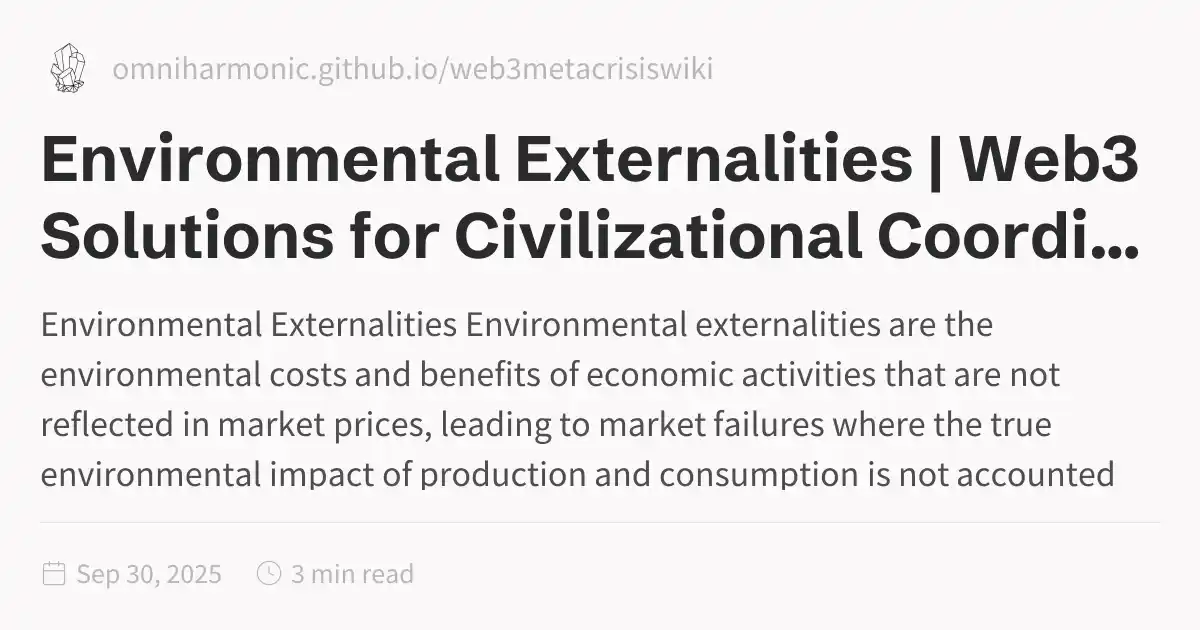 omniharmonic.github.io/web3metacrisiswiki
Environmental Externalities | Web3
Solutions for Civilizational Coordi...
Environmental Externalities Environmental externalities are the
environmental costs and benefits of economic activities that are not
reflected in market prices, leading to market failures where the true
environmental impact of production and consumption is not accounted
Sep 30, 2025 3 min read